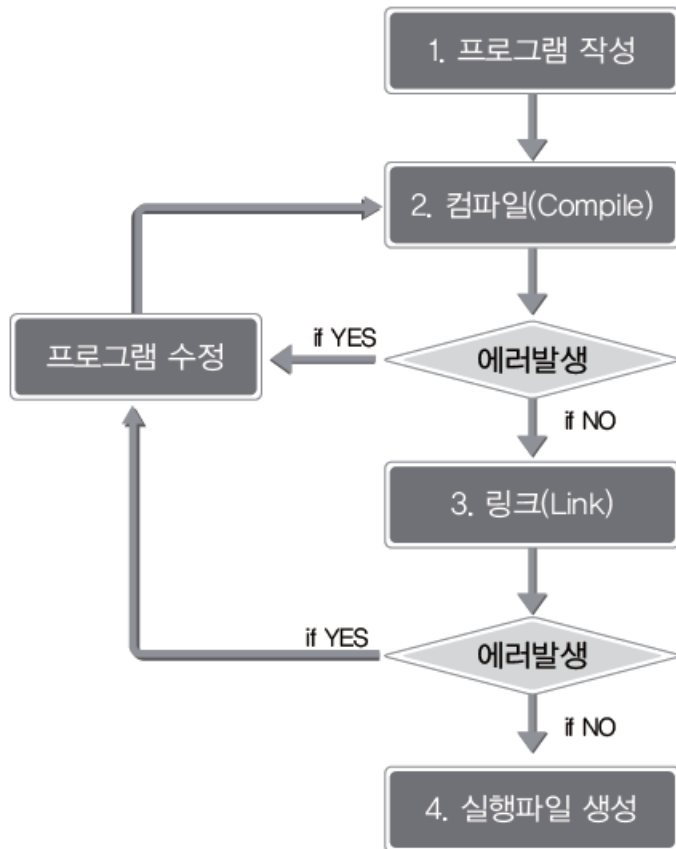 1. 프로그램 작성
2. 컴파일(Compile)
프로그램 수정
if YES
에러발생
if NO
3. 링크(Link)
if YES
에러발생
if NO
4. 실행파일 생성